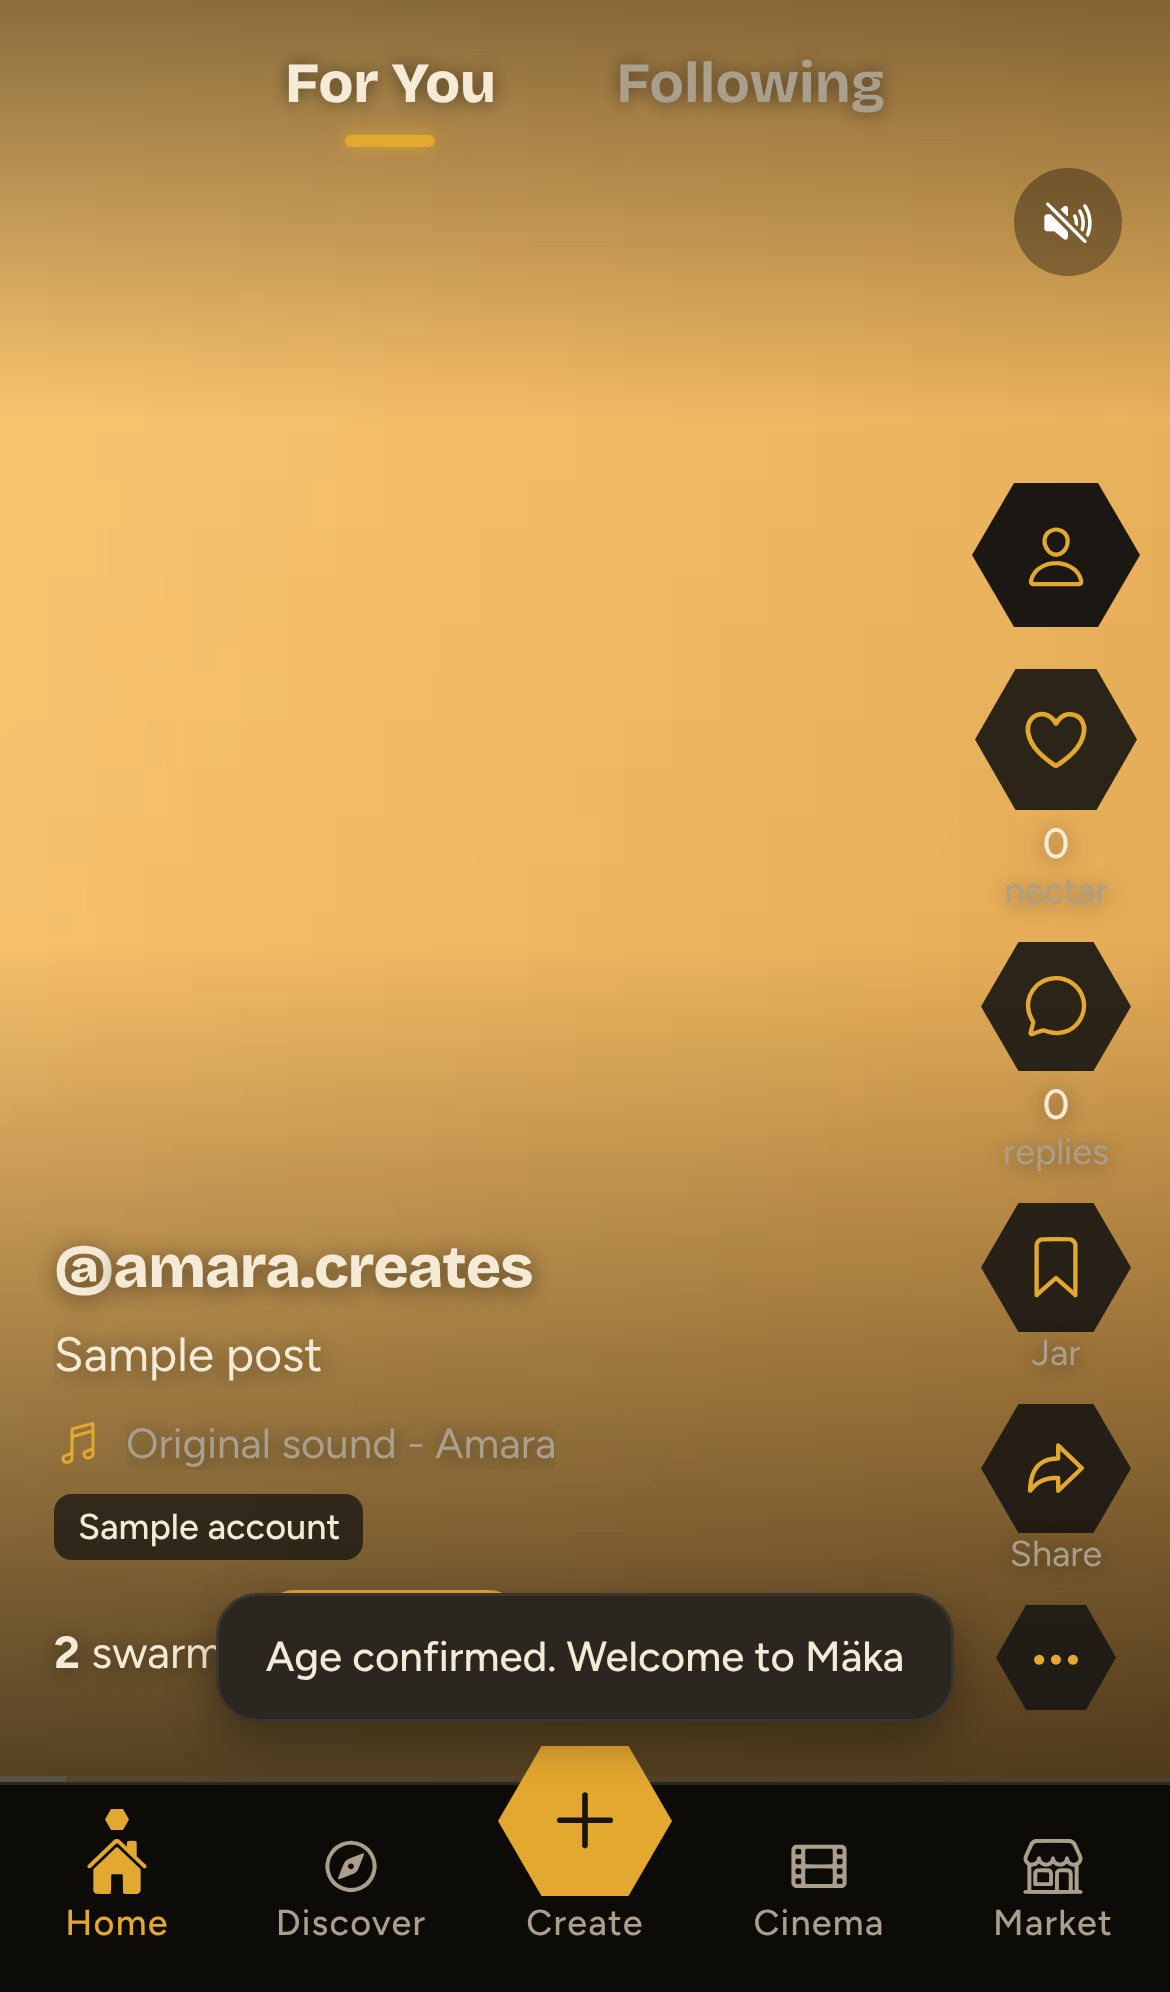 For You
Following
0
nectar
0
replies
@amara.creates
Sample post
Jar
Original sound - Amara
Sample account
Share
2 swarm
Age confirmed. Welcome to Mäka
Home
Discover
Create
Cinema
Market